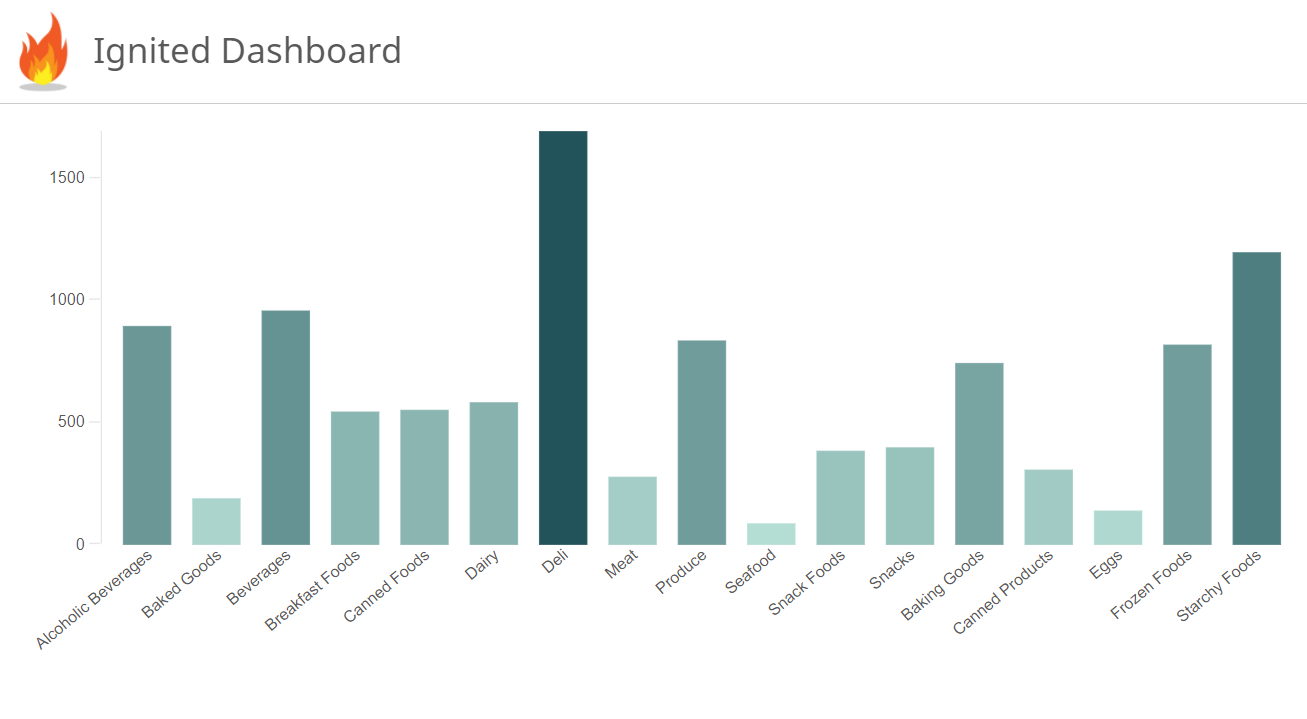 Ignited Dashboard
1500
1000
500
0
Alcoholic Beverages
Baked Goods
Beverages
Breakfast Foods
Canned Foods
Dairy
Deli
Meat
Produce
Seafood
Snack Foods
Snacks
Baking Goods
Canned Products
Eggs
Frozen Foods
Starchy Foods